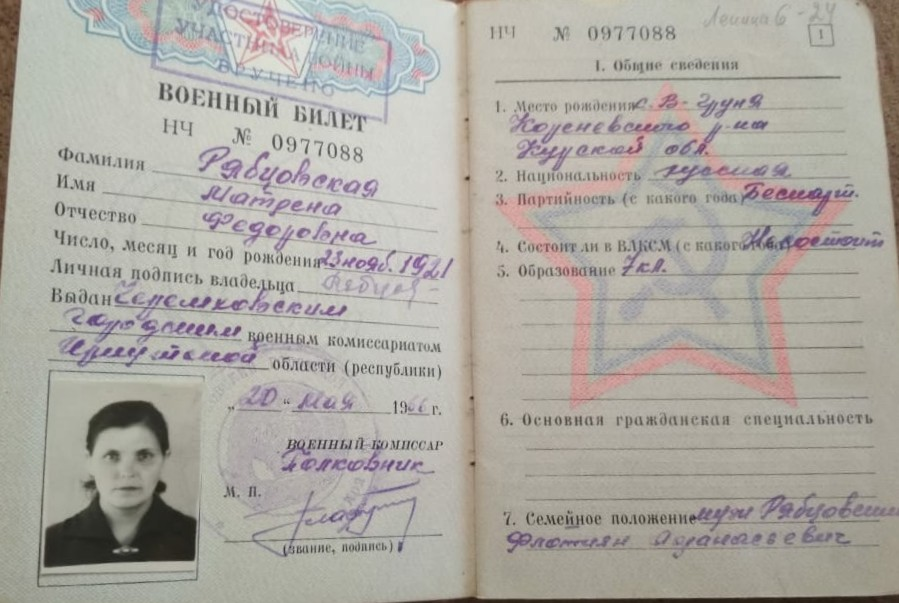 УДОСТОВЕРЕНИЕ
УЧАСТНИКА ВОЙНЫ
ВРУЧЕНО
ВОЕННЫЙ БИЛЕТ
НЧ № 0977088
Фамилия Рябцовская
Имя Матрена
Отчество Федоровна
Число, месяц и год рождения 23 нояб. 1921
Личная подпись владельца
Выдан Черемховским
городским военным комиссариатом
Иркутской области (республики)
„20“ мая 1966 г.
ВОЕННЫЙ КОМИССАР
Полковник
М. П.
(звание, подпись)
Ленина 6-24
НЧ № 0977088
1
I. Общие сведения
1. Место рождения с. В-Груня
Кореневского р-на
Курской обл.
2. Национальность русская
3. Партийность (с какого года) Беспарт.
4. Состоит ли в ВЛКСМ (с какого года) Не состоит
5. Образование 7 кл.
6. Основная гражданская специальность
7. Семейное положение муж Рябцовский
Афанасьевич